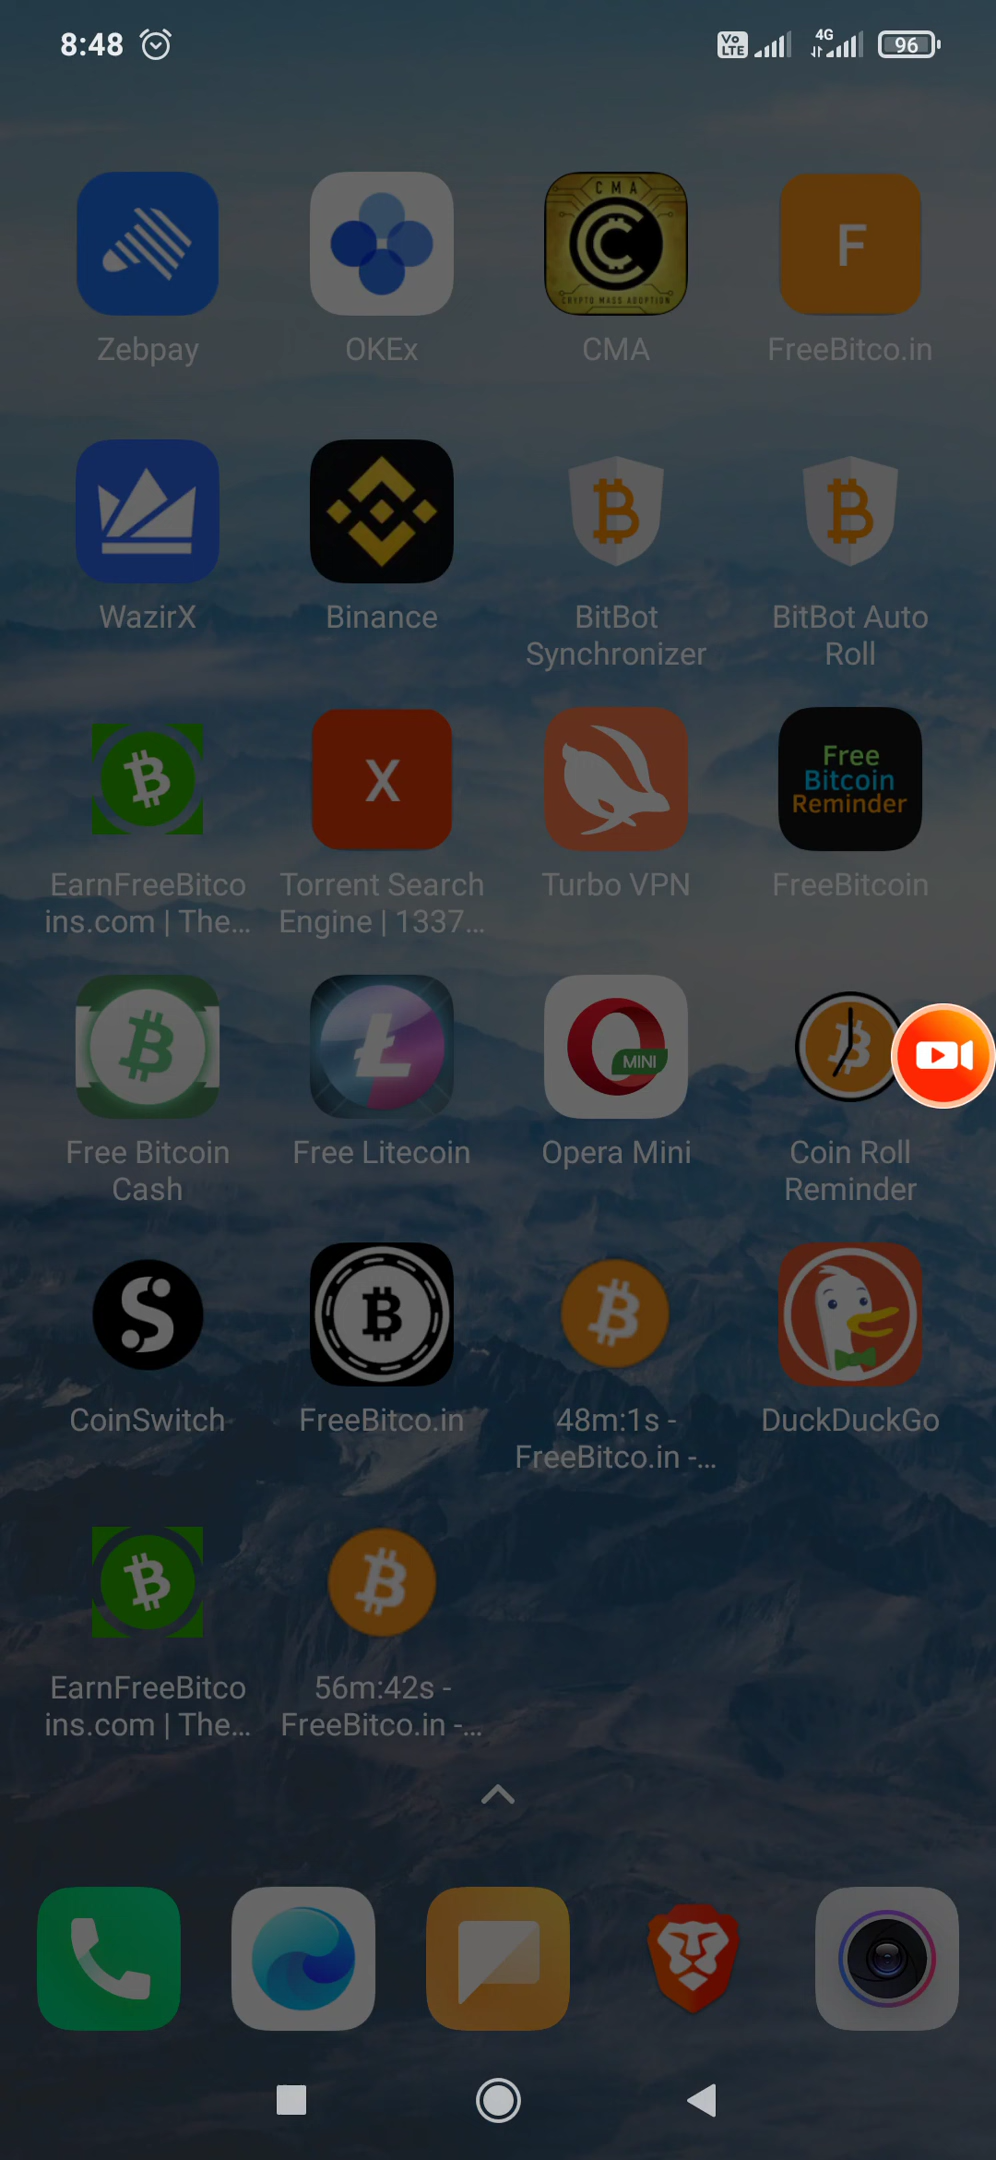 8:48
Vo LTE
4G
96
CMA
CRYPTO MASS ADOPTION
F
Zebpay
OKEx
CMA
FreeBitco.in
WazirX
Binance
BitBot Synchronizer
BitBot Auto Roll
X
Free
Bitcoin
Reminder
EarnFreeBitco
ins.com | The...
Torrent Search
Engine | 1337...
Turbo VPN
FreeBitcoin
MINI
Free Bitcoin
Cash
Free Litecoin
Opera Mini
Coin Roll
Reminder
CoinSwitch
FreeBitco.in
48m:1s -
FreeBitco.in -...
DuckDuckGo
EarnFreeBitco
ins.com | The...
56m:42s -
FreeBitco.in -...